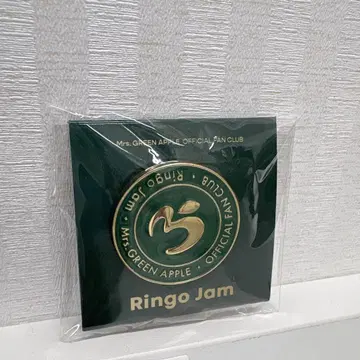 Mrs. GREEN APPLE OFFICIAL FAN CLUB
Ringo Jam • Mrs. GREEN APPLE • OFFICIAL FAN CLUB •
Ringo Jam